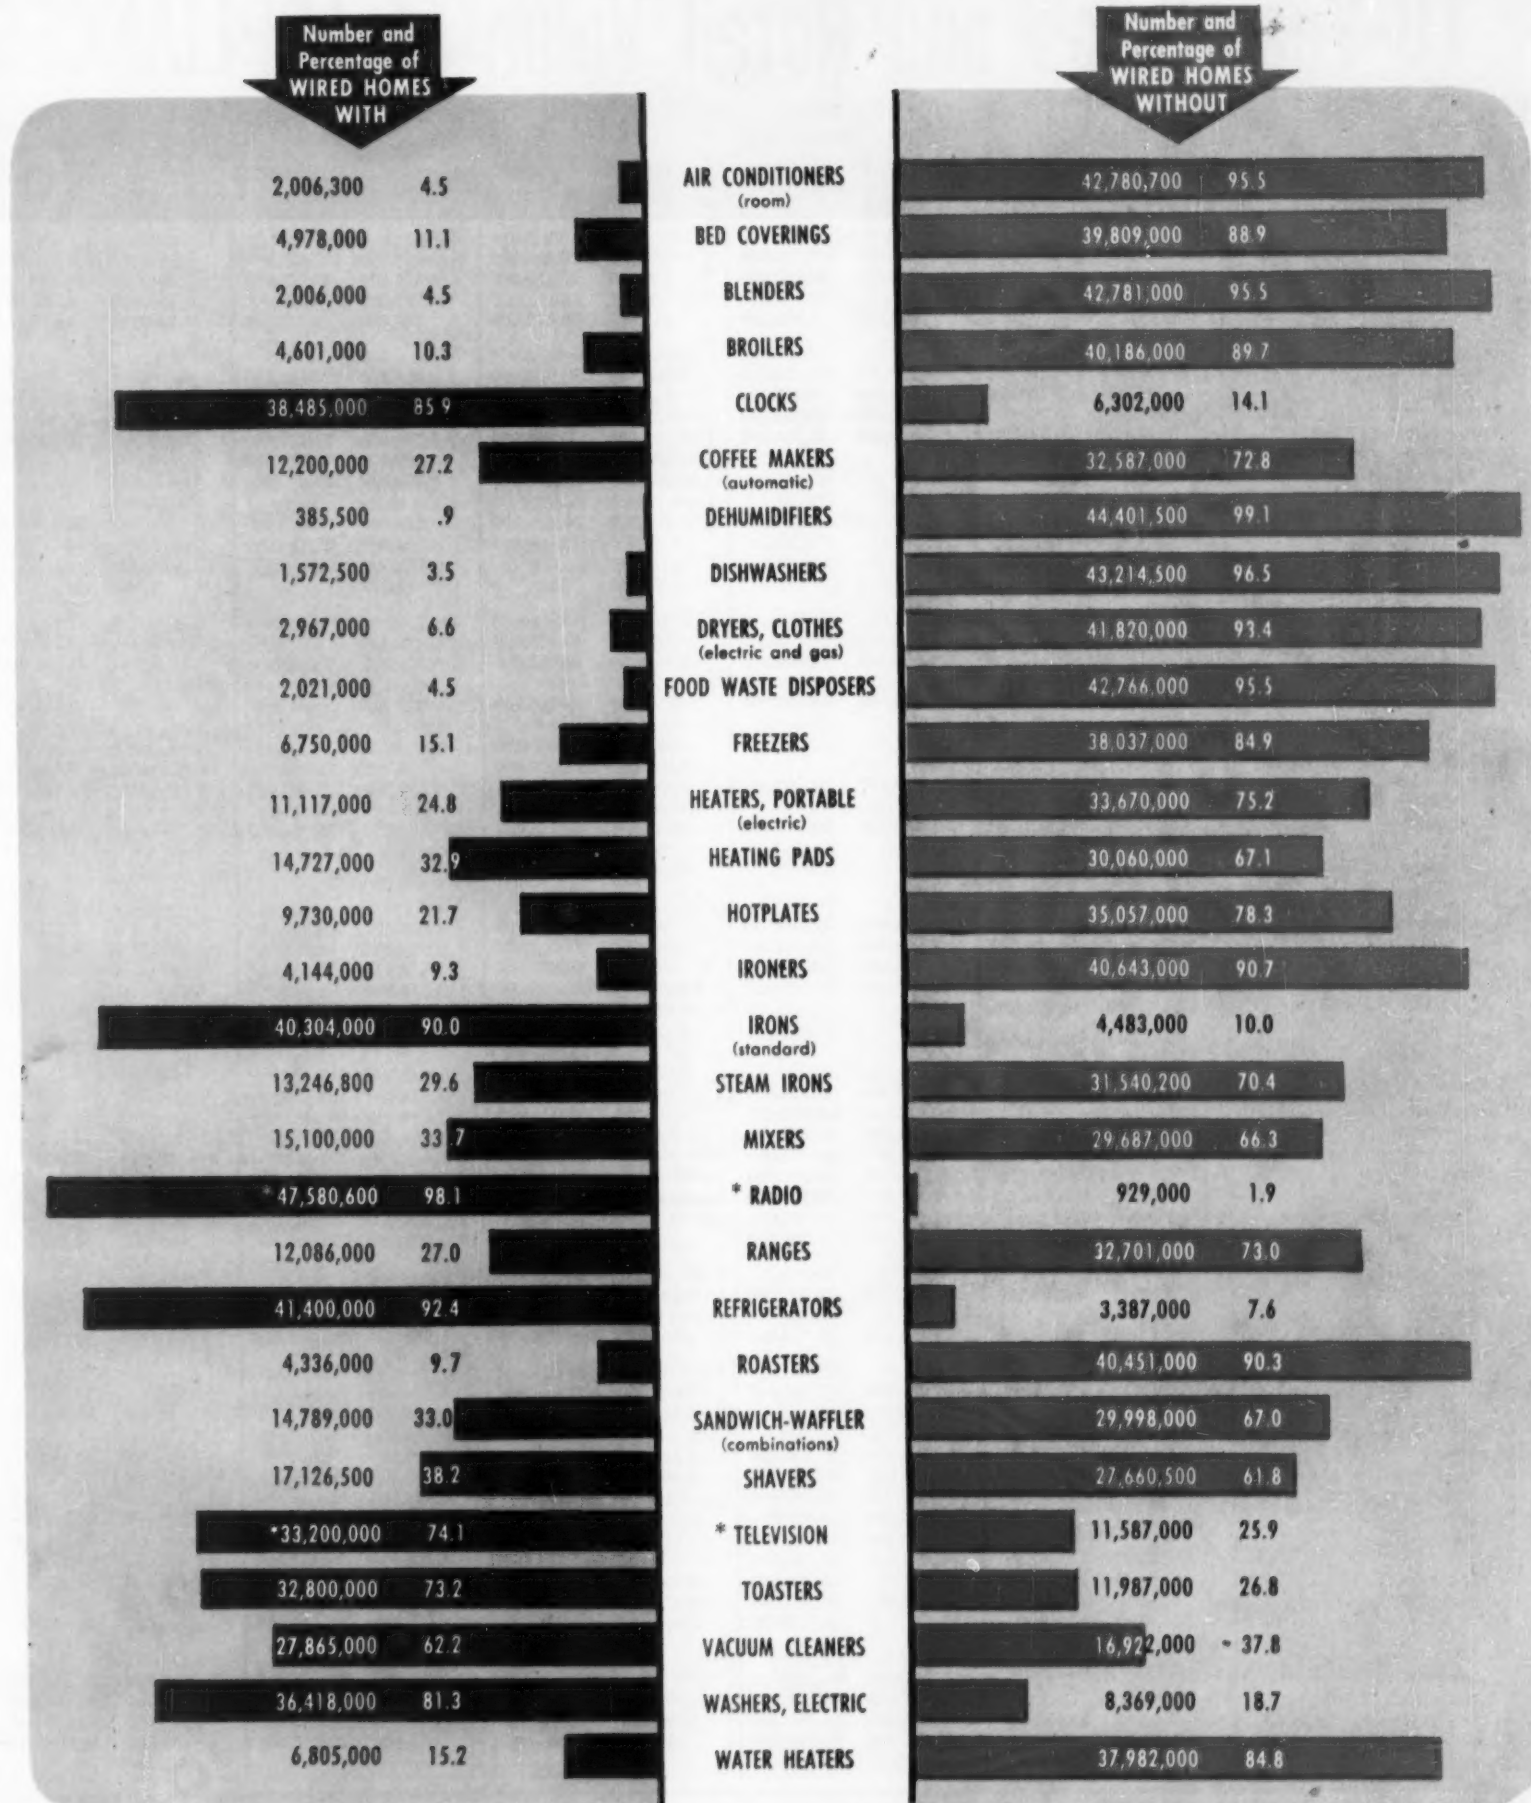 Number and
Percentage of
WIRED HOMES
WITH
Number and
Percentage of
WIRED HOMES
WITHOUT
2,006,300 4.5 AIR CONDITIONERS 42,780,700 95.5
(room)
4,978,000 11.1 BED COVERINGS 39,809,000 88.9
2,006,000 4.5 BLENDERS 42,781,000 95.5
4,601,000 10.3 BROILERS 40,186,000 89.7
38,485,000 85.9 CLOCKS 6,302,000 14.1
12,200,000 27.2 COFFEE MAKERS 32,587,000 72.8
(automatic)
385,500 .9 DEHUMIDIFIERS 44,401,500 99.1
1,572,500 3.5 DISHWASHERS 43,214,500 96.5
2,967,000 6.6 DRYERS, CLOTHES 41,820,000 93.4
(electric and gas)
2,021,000 4.5 FOOD WASTE DISPOSERS 42,766,000 95.5
6,750,000 15.1 FREEZERS 38,037,000 84.9
11,117,000 24.8 HEATERS, PORTABLE 33,670,000 75.2
(electric)
14,727,000 32.9 HEATING PADS 30,060,000 67.1
9,730,000 21.7 HOTPLATES 35,057,000 78.3
4,144,000 9.3 IRONERS 40,643,000 90.7
40,304,000 90.0 IRONS 4,483,000 10.0
(standard)
13,246,800 29.6 STEAM IRONS 31,540,200 70.4
15,100,000 33.7 MIXERS 29,687,000 66.3
*47,580,600 98.1 * RADIO 929,000 1.9
12,086,000 27.0 RANGES 32,701,000 73.0
41,400,000 92.4 REFRIGERATORS 3,387,000 7.6
4,336,000 9.7 ROASTERS 40,451,000 90.3
14,789,000 33.0 SANDWICH-WAFFLER 29,998,000 67.0
(combinations)
17,126,500 38.2 SHAVERS 27,660,500 61.8
*33,200,000 74.1 * TELEVISION 11,587,000 25.9
32,800,000 73.2 TOASTERS 11,987,000 26.8
27,865,000 62.2 VACUUM CLEANERS 16,922,000 37.8
36,418,000 81.3 WASHERS, ELECTRIC 8,369,000 18.7
6,805,000 15.2 WATER HEATERS 37,982,000 84.8